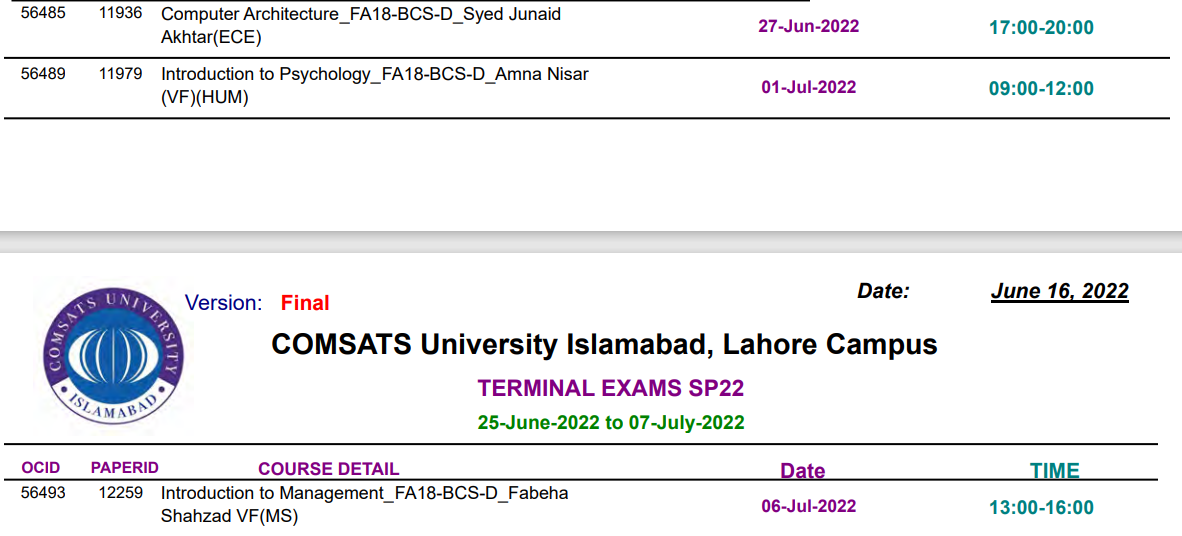 56485 11936 Computer Architecture_FA18-BCS-D_Syed Junaid
Akhtar(ECE)
27-Jun-2022 17:00-20:00
56489 11979 Introduction to Psychology_FA18-BCS-D_Amna Nisar
(VF)(HUM)
01-Jul-2022 09:00-12:00
COMSATS UNIVERSITY
ISLAMABAD
Version: Final
Date: June 16, 2022
COMSATS University Islamabad, Lahore Campus
TERMINAL EXAMS SP22
25-June-2022 to 07-July-2022
OCID PAPERID COURSE DETAIL Date TIME
56493 12259 Introduction to Management_FA18-BCS-D_Fabeha
Shahzad VF(MS)
06-Jul-2022 13:00-16:00